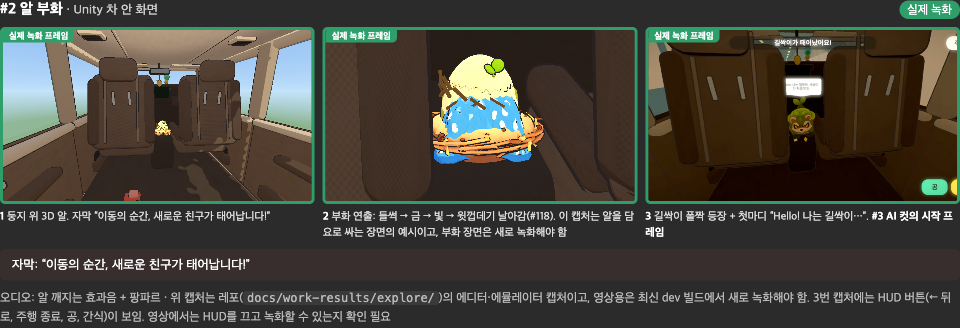 #2 알 부화 · Unity 차 안 화면
실제 녹화
실제 녹화 프레임
실제 녹화 프레임
실제 녹화 프레임
길싹이가 태어났어요!
공
1 둥지 위 3D 알. 자막 “이동의 순간, 새로운 친구가 태어납니다!”
2 부화 연출: 들썩 → 금 → 빛 → 윗껍데기 날아감(#118). 이 캡처는 알을 담
요로 싸는 장면의 예시이고, 부화 장면은 새로 녹화해야 함
3 길싹이 폴짝 등장 + 첫마디 “Hello! 나는 길싹이…”. #3 AI 컷의 시작 프
레임
자막: “이동의 순간, 새로운 친구가 태어납니다!”
오디오: 알 깨지는 효과음 + 팡파르 · 위 캡처는 레포( docs/work-results/explore/ )의 에디터·에뮬레이터 캡처이고, 영상용은 최신 dev 빌드에서 새로 녹화해야 함. 3번 캡처에는 HUD 버튼(← 뒤
로, 주행 종료, 공, 간식)이 보임. 영상에서는 HUD를 끄고 녹화할 수 있는지 확인 필요